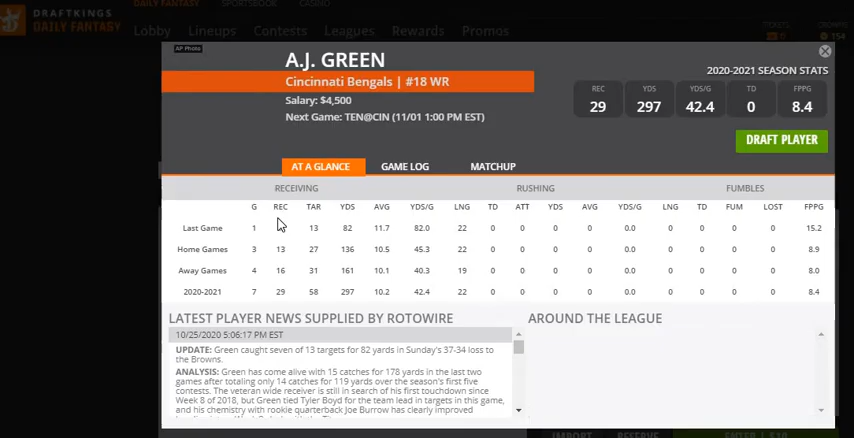 DRAFTKINGS
DAILY FANTASY
DAILY FANTASY SPORTSBOOK CASINO
Lobby Lineups Contests Leagues Rewards Promos
TICKETS CROWNS
0 154
AP Photo
A.J. GREEN
Cincinnati Bengals | #18 WR
Salary: $4,500
Next Game: TEN@CIN (11/01 1:00 PM EST)
2020-2021 SEASON STATS
REC YDS YDS/G TD FPPG
29 297 42.4 0 8.4
DRAFT PLAYER
AT A GLANCE GAME LOG MATCHUP
RECEIVING RUSHING FUMBLES
G REC TAR YDS AVG YDS/G LNG TD ATT YDS AVG YDS/G LNG TD FUM LOST FPPG
Last Game 1 13 82 11.7 82.0 22 0 0 0 0 0.0 0 0 0 0 15.2
Home Games 3 13 27 136 10.5 45.3 22 0 0 0 0 0.0 0 0 0 0 8.9
Away Games 4 16 31 161 10.1 40.3 19 0 0 0 0 0.0 0 0 0 0 8.0
2020-2021 7 29 58 297 10.2 42.4 22 0 0 0 0 0.0 0 0 0 0 8.4
LATEST PLAYER NEWS SUPPLIED BY ROTOWIRE
10/25/2020 5:06:17 PM EST
UPDATE: Green caught seven of 13 targets for 82 yards in Sunday's 37-34 loss to
the Browns.
ANALYSIS: Green has come alive with 15 catches for 178 yards in the last two
games after totaling only 14 catches for 119 yards over the season's first five
contests. The veteran wide receiver is still in search of his first touchdown since
Week 8 of 2018, but Green tied Tyler Boyd for the team lead in targets in this game,
and his chemistry with rookie quarterback Joe Burrow has clearly improved
AROUND THE LEAGUE
IMPORT RESERVE ENTER | $10